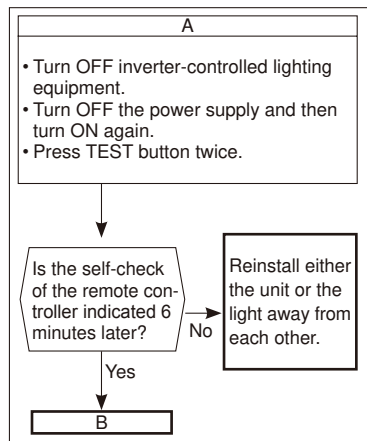 A
• Turn OFF inverter-controlled lighting
equipment.
• Turn OFF the power supply and then
turn ON again.
• Press TEST button twice.
Is the self-check
of the remote con-
troller indicated 6
minutes later?
No
Reinstall either
the unit or the
light away from
each other.
Yes
B